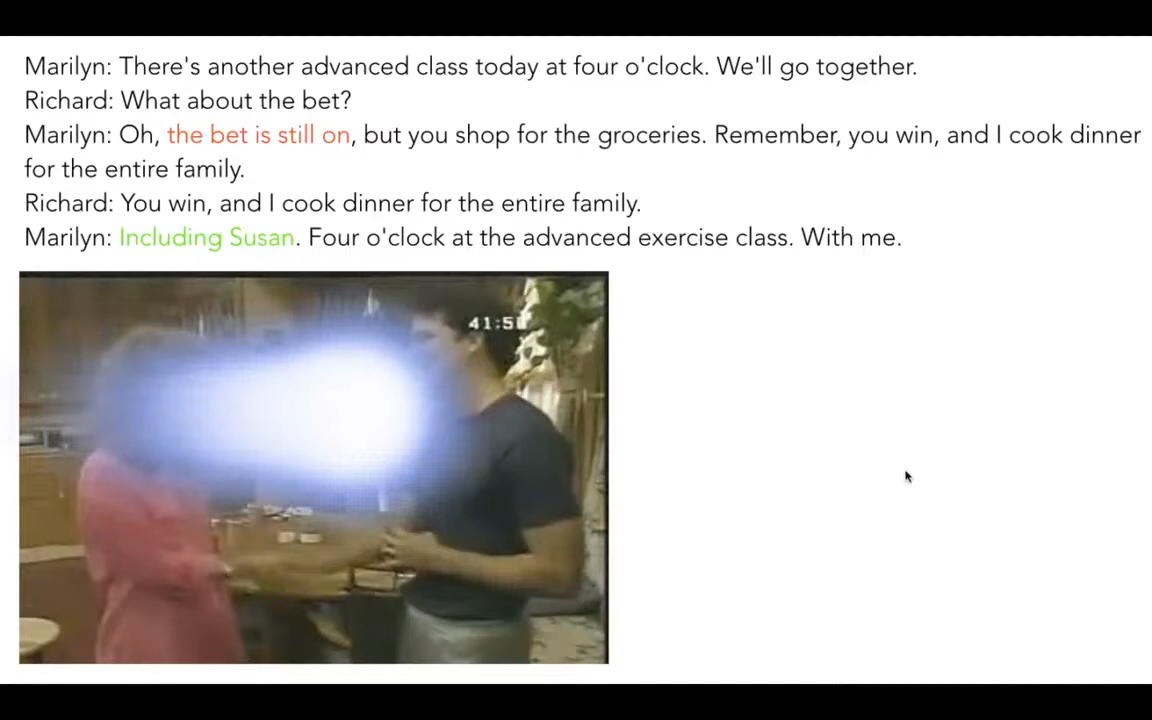 Marilyn: There's another advanced class today at four o'clock. We'll go together.
Richard: What about the bet?
Marilyn: Oh, the bet is still on, but you shop for the groceries. Remember, you win, and I cook dinner
for the entire family.
Richard: You win, and I cook dinner for the entire family.
Marilyn: Including Susan. Four o'clock at the advanced exercise class. With me.
41:5